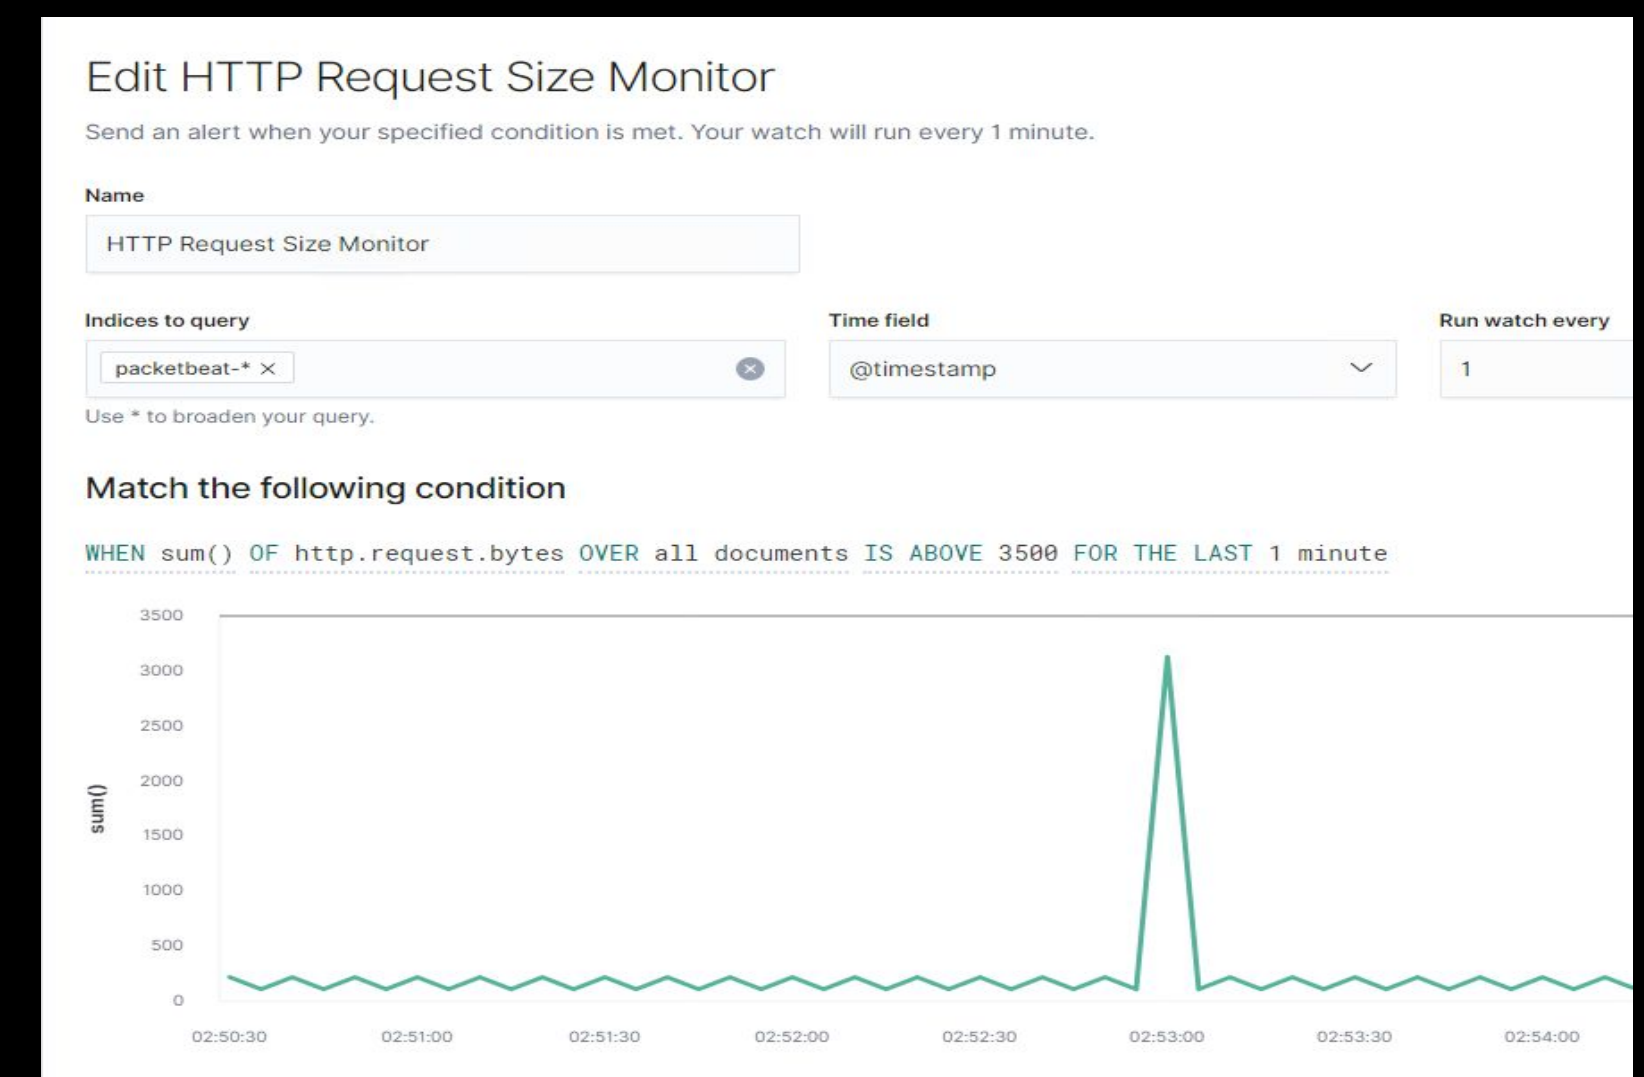 Edit HTTP Request Size Monitor
Send an alert when your specified condition is met. Your watch will run every 1 minute.
Name
HTTP Request Size Monitor
Indices to query
Time field
Run watch every
packetbeat-* ×
@timestamp
1
Use * to broaden your query.
Match the following condition
WHEN sum() OF http.request.bytes OVER all documents IS ABOVE 3500 FOR THE LAST 1 minute
3500
3000
2500
2000
1500
1000
500
0
sum()
02:50:30 02:51:00 02:51:30 02:52:00 02:52:30 02:53:00 02:53:30 02:54:00